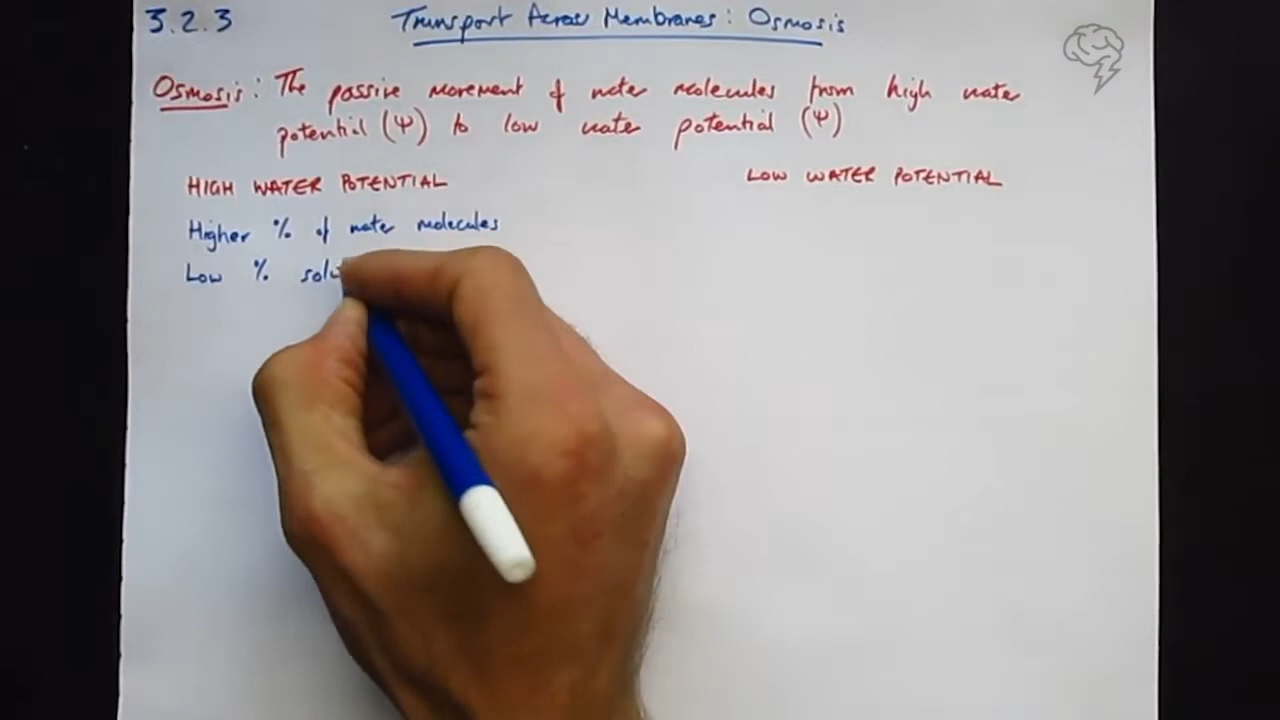 3.2.3 Transport Across Membranes: Osmosis
Osmosis: The passive movement of water molecules from high water
potential (Ψ) to low water potential (Ψ)
HIGH WATER POTENTIAL LOW WATER POTENTIAL
Higher % of water molecules
Low % solu